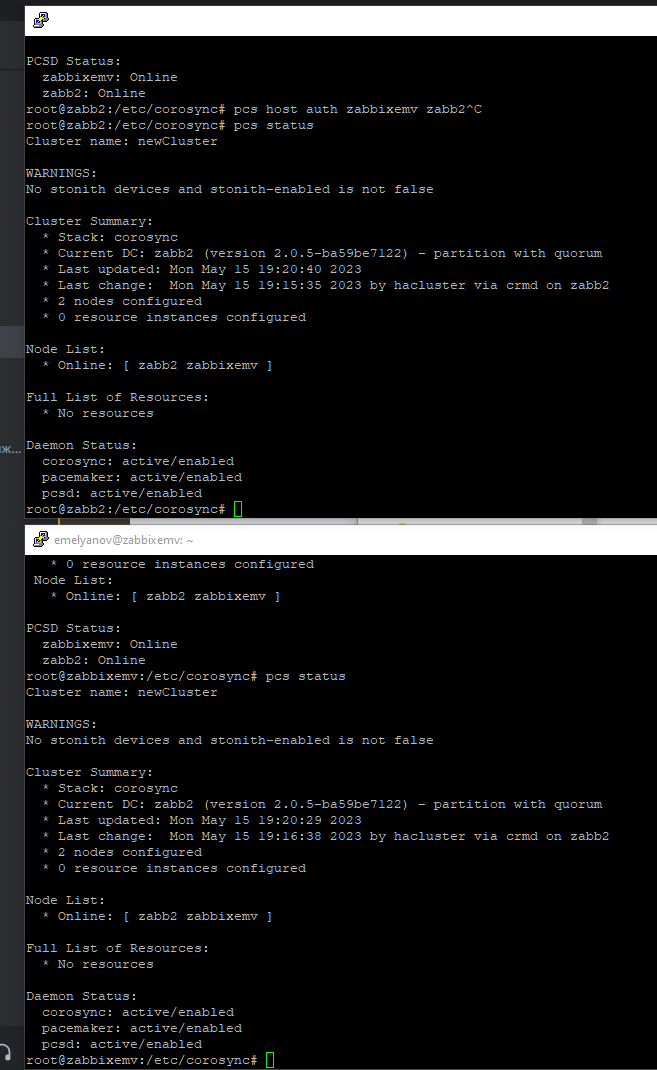 PCSD Status:
  zabbixemv: Online
  zabb2: Online
root@zabb2:/etc/corosync# pcs host auth zabbixemv zabb2^C
root@zabb2:/etc/corosync# pcs status
Cluster name: newCluster

WARNINGS:
No stonith devices and stonith-enabled is not false

Cluster Summary:
  * Stack: corosync
  * Current DC: zabb2 (version 2.0.5-ba59be7122) - partition with quorum
  * Last updated: Mon May 15 19:20:40 2023
  * Last change:  Mon May 15 19:15:35 2023 by hacluster via crmd on zabb2
  * 2 nodes configured
  * 0 resource instances configured

Node List:
  * Online: [ zabb2 zabbixemv ]

Full List of Resources:
  * No resources

Daemon Status:
  corosync: active/enabled
  pacemaker: active/enabled
  pcsd: active/enabled
root@zabb2:/etc/corosync#
emelyanov@zabbixemv: ~
   * 0 resource instances configured
 Node List:
   * Online: [ zabb2 zabbixemv ]

PCSD Status:
  zabbixemv: Online
  zabb2: Online
root@zabbixemv:/etc/corosync# pcs status
Cluster name: newCluster

WARNINGS:
No stonith devices and stonith-enabled is not false

Cluster Summary:
  * Stack: corosync
  * Current DC: zabb2 (version 2.0.5-ba59be7122) - partition with quorum
  * Last updated: Mon May 15 19:20:29 2023
  * Last change:  Mon May 15 19:16:38 2023 by hacluster via crmd on zabb2
  * 2 nodes configured
  * 0 resource instances configured

Node List:
  * Online: [ zabb2 zabbixemv ]

Full List of Resources:
  * No resources

Daemon Status:
  corosync: active/enabled
  pacemaker: active/enabled
  pcsd: active/enabled
root@zabbixemv:/etc/corosync#